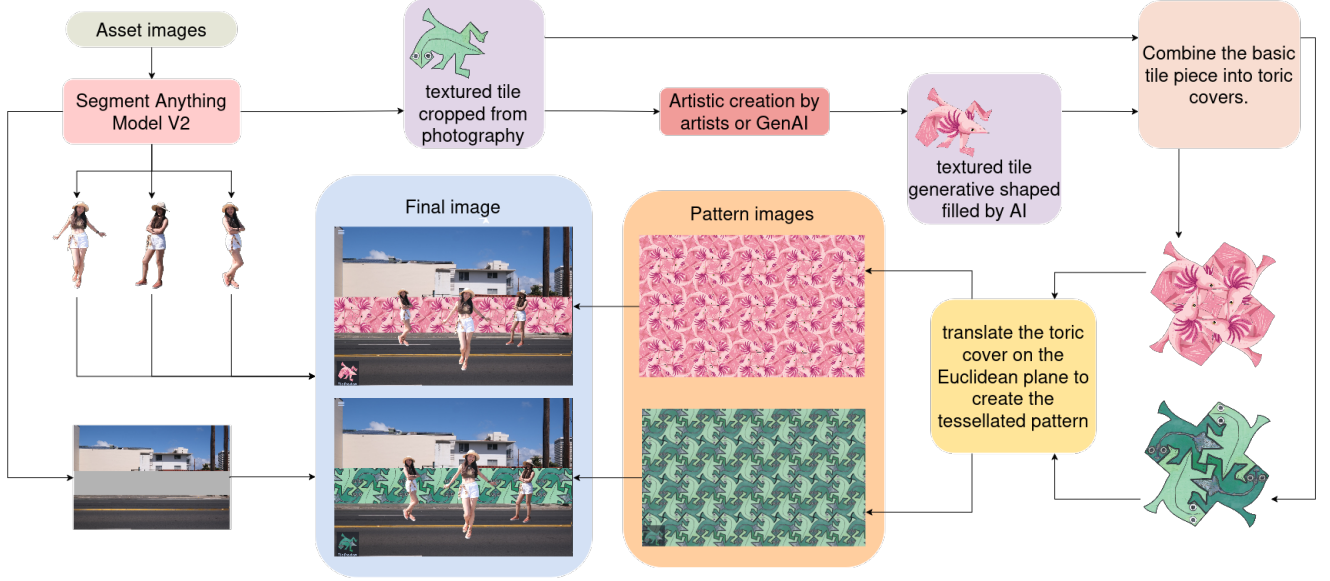 Asset images
Segment Anything
Model V2
textured tile
cropped from
photography
Artistic creation by
artists or GenAI
textured tile
generative shaped
filled by AI
Combine the basic
tile piece into toric
covers.
Final image
Pattern images
translate the toric
cover on the
Euclidean plane to
create the
tessellated pattern